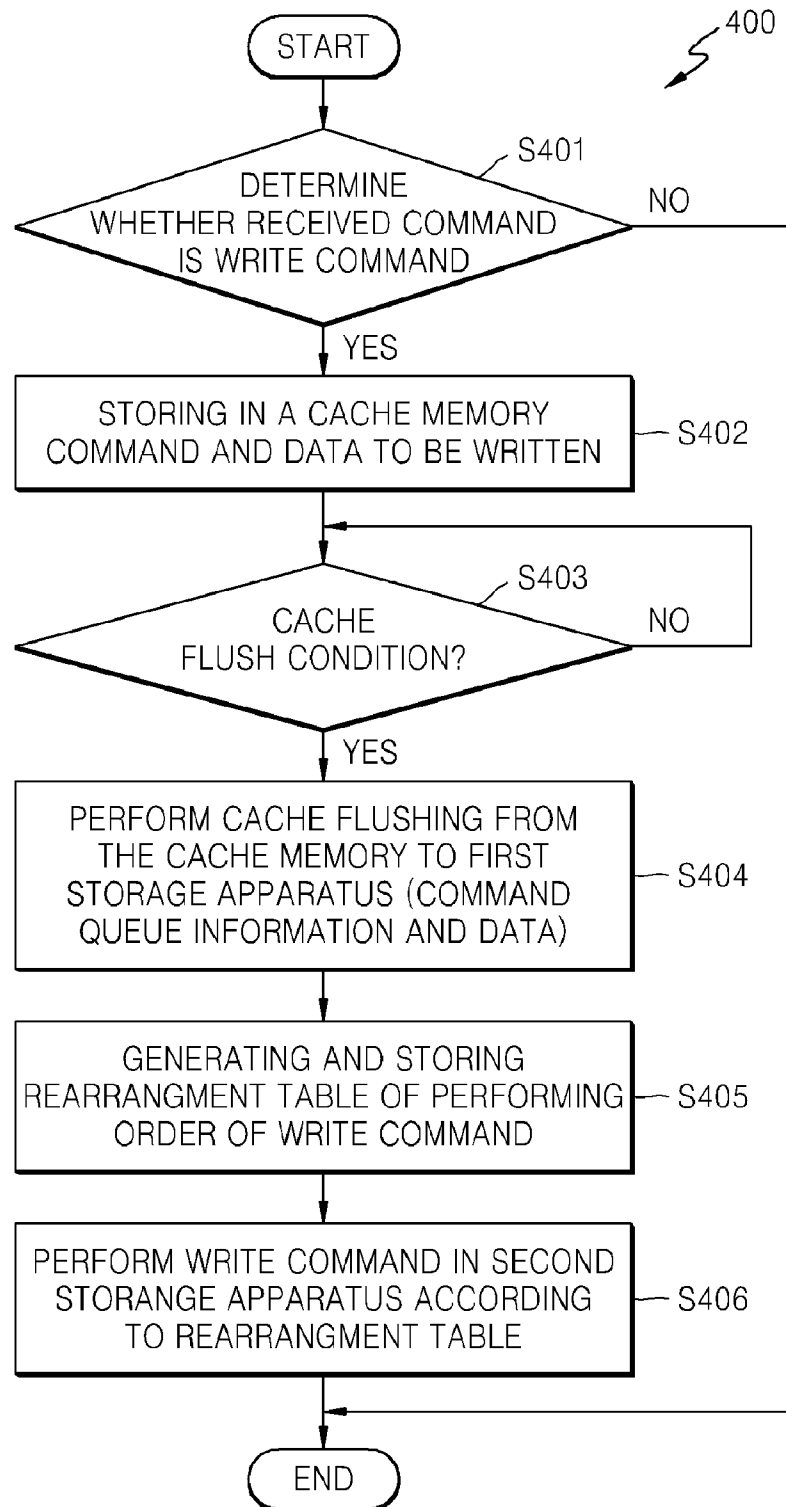 START
400
S401
DETERMINE
WHETHER RECEIVED COMMAND
IS WRITE COMMAND
NO
YES
STORING IN A CACHE MEMORY
COMMAND AND DATA TO BE WRITTEN
S402
S403
CACHE
FLUSH CONDITION?
NO
YES
PERFORM CACHE FLUSHING FROM
THE CACHE MEMORY TO FIRST
STORAGE APPARATUS (COMMAND
QUEUE INFORMATION AND DATA)
S404
GENERATING AND STORING
REARRANGMENT TABLE OF PERFORMING
ORDER OF WRITE COMMAND
S405
PERFORM WRITE COMMAND IN SECOND
STORANGE APPARATUS ACCORDING
TO REARRANGMENT TABLE
S406
END